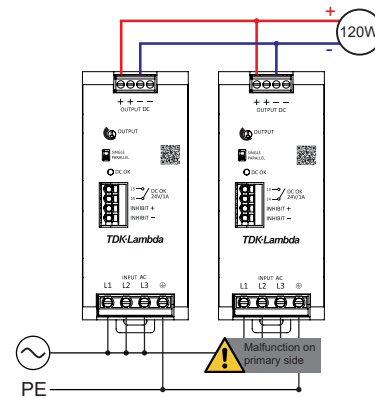 +
120W
-
+ + − −
OUTPUT DC
OUTPUT
SINGLE
PARALLEL
DC OK
13
14
DC OK
24V/1A
INHIBIT +
INHIBIT −
TDK·Lambda
INPUT AC
L1 L2 L3
+ + − −
OUTPUT DC
OUTPUT
SINGLE
PARALLEL
DC OK
13
14
DC OK
24V/1A
INHIBIT +
INHIBIT −
TDK·Lambda
INPUT AC
L1 L2 L3
Malfunction on
primary side
PE